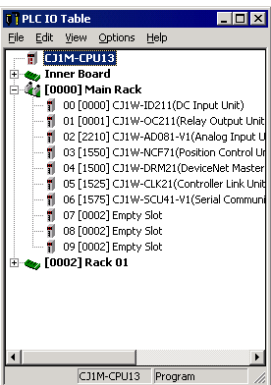 PLC IO Table
File Edit View Options Help
CJ1M-CPU13
Inner Board
[0000] Main Rack
00 [0000] CJ1W-ID211(DC Input Unit)
01 [0001] CJ1W-OC211(Relay Output Unit
02 [2210] CJ1W-AD081-V1(Analog Input U
03 [1550] CJ1W-NCF71(Position Control Un
04 [1500] CJ1W-DRM21(DeviceNet Master
05 [1525] CJ1W-CLK21(Controller Link Unit
06 [1575] CJ1W-SCU41-V1(Serial Communi
07 [0002] Empty Slot
08 [0002] Empty Slot
09 [0002] Empty Slot
[0002] Rack 01
CJ1M-CPU13 Program